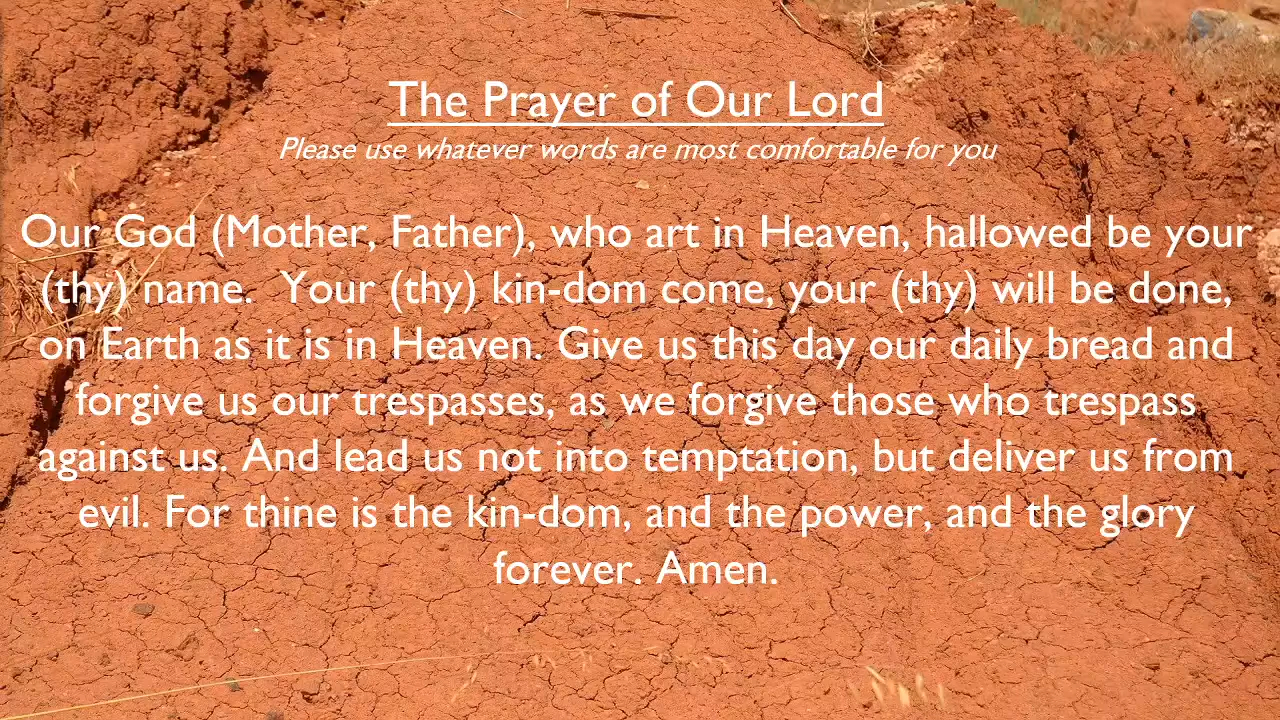 The Prayer of Our Lord
Please use whatever words are most comfortable for you
Our God (Mother, Father), who art in Heaven, hallowed be your
(thy) name.  Your (thy) kin-dom come, your (thy) will be done,
on Earth as it is in Heaven. Give us this day our daily bread and
forgive us our trespasses, as we forgive those who trespass
against us. And lead us not into temptation, but deliver us from
evil. For thine is the kin-dom, and the power, and the glory
forever. Amen.